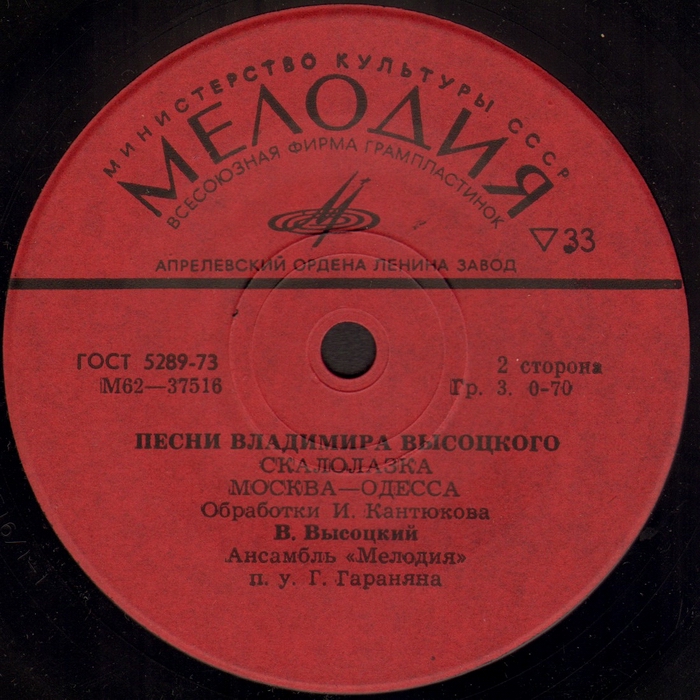 МИНИСТЕРСТВО КУЛЬТУРЫ СССР
МЕЛОДИЯ
ВСЕСОЮЗНАЯ ФИРМА ГРАМПЛАСТИНОК
▽33
АПРЕЛЕВСКИЙ ОРДЕНА ЛЕНИНА ЗАВОД
ГОСТ 5289-73
М62—37516
2 сторона
Гр. 3. 0-70
ПЕСНИ ВЛАДИМИРА ВЫСОЦКОГО
СКАЛОЛАЗКА
МОСКВА—ОДЕССА
Обработки И. Кантюкова
В. Высоцкий
Ансамбль «Мелодия»
п. у. Г. Гараняна